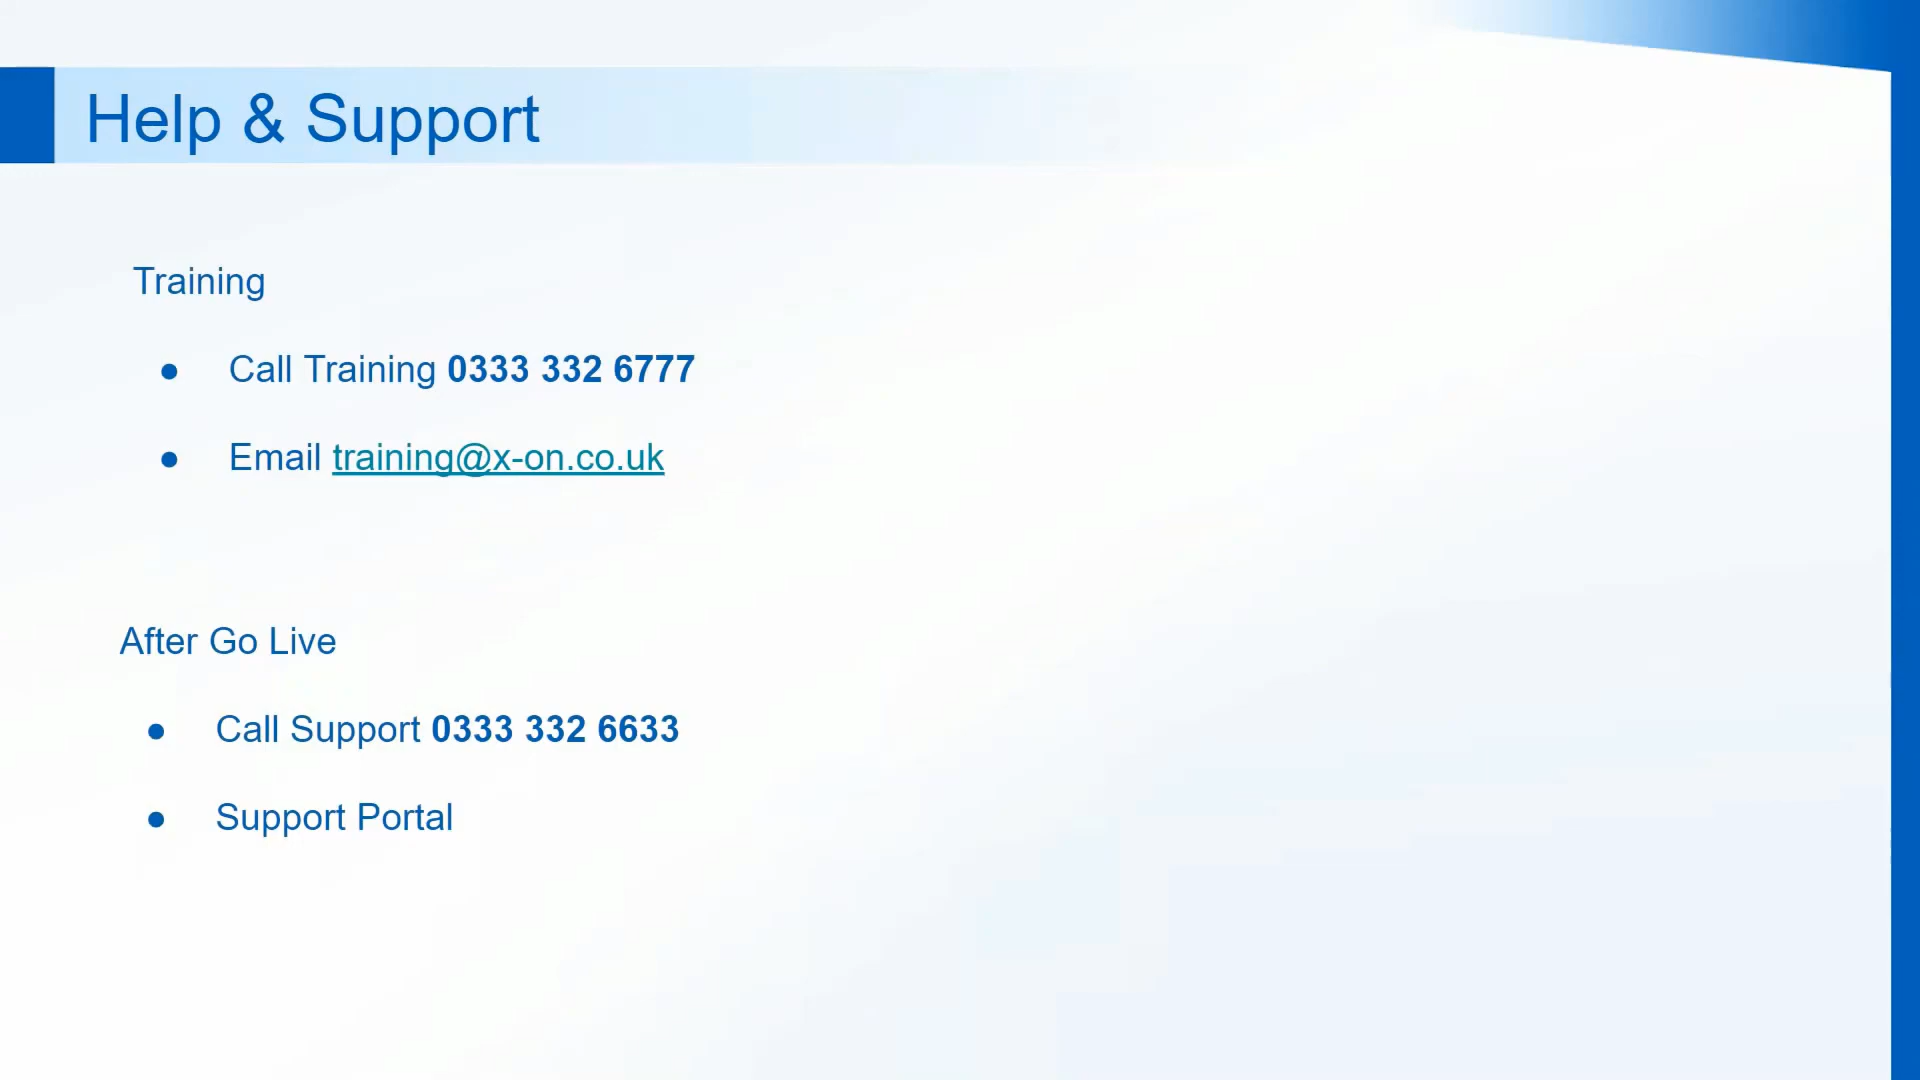 Help & Support
Training
● Call Training 0333 332 6777
● Email training@x-on.co.uk
After Go Live
● Call Support 0333 332 6633
● Support Portal